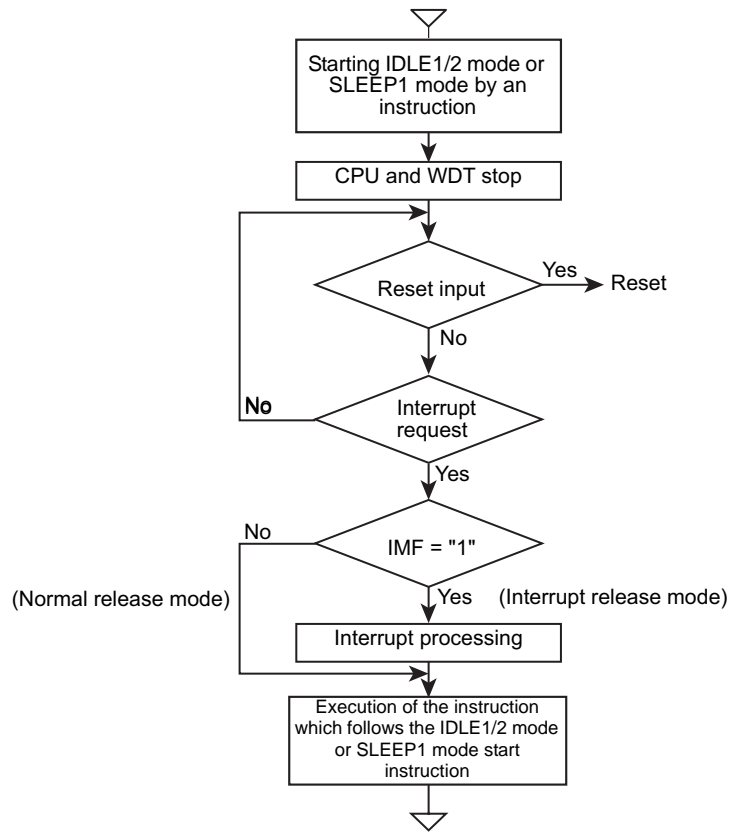 Starting IDLE1/2 mode or
SLEEP1 mode by an
instruction
CPU and WDT stop
Reset input
Yes
Reset
No
Interrupt
request
No
Yes
IMF = "1"
No
(Normal release mode)
Yes
(Interrupt release mode)
Interrupt processing
Execution of the instruction
which follows the IDLE1/2 mode
or SLEEP1 mode start
instruction